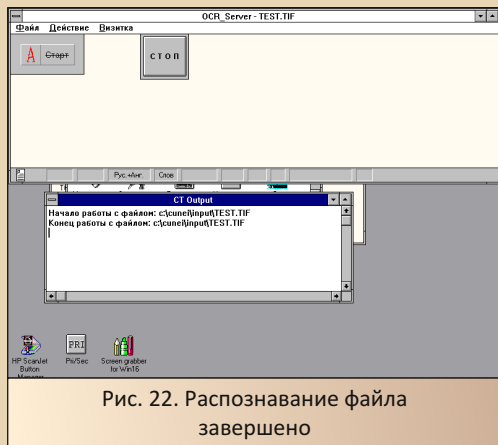 OCR_Server - TEST.TIF
Файл Действие Визитка
А Старт
СТОП
Рус.+Анг. Слов
CT Output
Начало работы с файлом: c:\cunei\input\TEST.TIF
Конец работы с файлом: c:\cunei\input\TEST.TIF
PRI
HP ScanJet
Button
Manager
Pri/Sec
Screen grabber
for Win16
Рис. 22. Распознавание файла
завершено